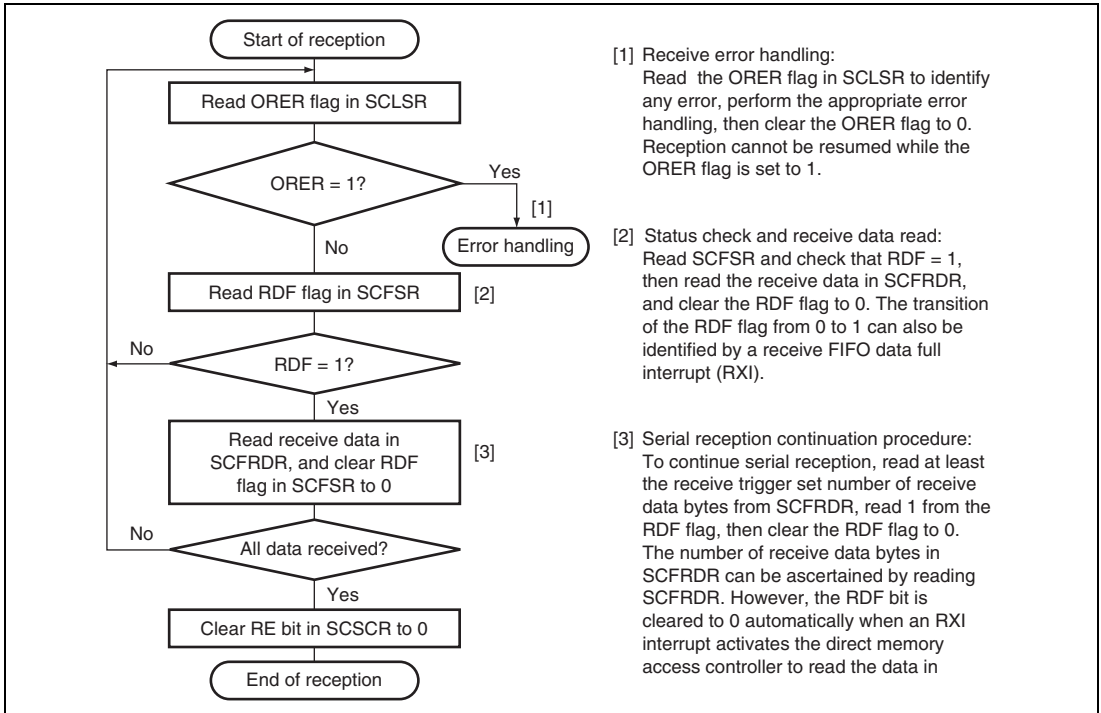 Start of reception
Read ORER flag in SCLSR
ORER = 1?
Yes
[1]
Error handling
No
Read RDF flag in SCFSR
[2]
No
RDF = 1?
Yes
Read receive data in
SCFRDR, and clear RDF
flag in SCFSR to 0
[3]
No
All data received?
Yes
Clear RE bit in SCSCR to 0
End of reception
[1] Receive error handling:
Read the ORER flag in SCLSR to identify
any error, perform the appropriate error
handling, then clear the ORER flag to 0.
Reception cannot be resumed while the
ORER flag is set to 1.
[2] Status check and receive data read:
Read SCFSR and check that RDF = 1,
then read the receive data in SCFRDR,
and clear the RDF flag to 0. The transition
of the RDF flag from 0 to 1 can also be
identified by a receive FIFO data full
interrupt (RXI).
[3] Serial reception continuation procedure:
To continue serial reception, read at least
the receive trigger set number of receive
data bytes from SCFRDR, read 1 from the
RDF flag, then clear the RDF flag to 0.
The number of receive data bytes in
SCFRDR can be ascertained by reading
SCFRDR. However, the RDF bit is
cleared to 0 automatically when an RXI
interrupt activates the direct memory
access controller to read the data in